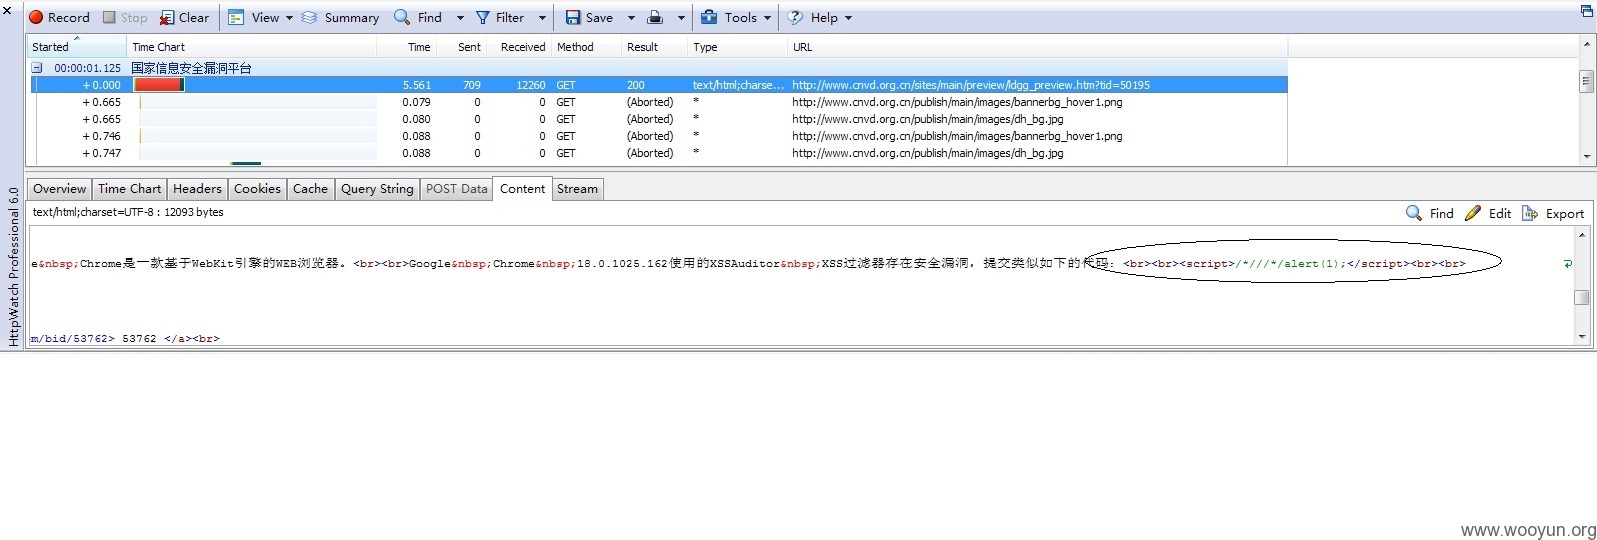 Record Stop Clear View Summary Find Filter Save Tools Help
Started Time Chart Time Sent Received Method Result Type URL
00:00:01.125 国家信息安全漏洞平台
+ 0.000 5.561 709 12260 GET 200 text/html;charse... http://www.cnvd.org.cn/sites/main/preview/ldgg_preview.htm?tid=50195
+ 0.665 0.079 0 0 GET (Aborted) * http://www.cnvd.org.cn/publish/main/images/bannerbg_hover1.png
+ 0.665 0.080 0 0 GET (Aborted) * http://www.cnvd.org.cn/publish/main/images/dh_bg.jpg
+ 0.746 0.088 0 0 GET (Aborted) * http://www.cnvd.org.cn/publish/main/images/bannerbg_hover1.png
+ 0.747 0.088 0 0 GET (Aborted) * http://www.cnvd.org.cn/publish/main/images/dh_bg.jpg
HttpWatch Professional 6.0
Overview Time Chart Headers Cookies Cache Query String POST Data Content Stream
text/html;charset=UTF-8 : 12093 bytes Find Edit Export
e&nbsp;Chrome是一款基于WebKit引擎的WEB浏览器。<br><br>Google&nbsp;Chrome&nbsp;18.0.1025.162使用的XSSAuditor&nbsp;XSS过滤器存在安全漏洞，提交类似如下的代码：<br><br><script>/*///*/alert(1);</script><br><br>
m/bid/53762> 53762 </a><br>
www.wooyun.org